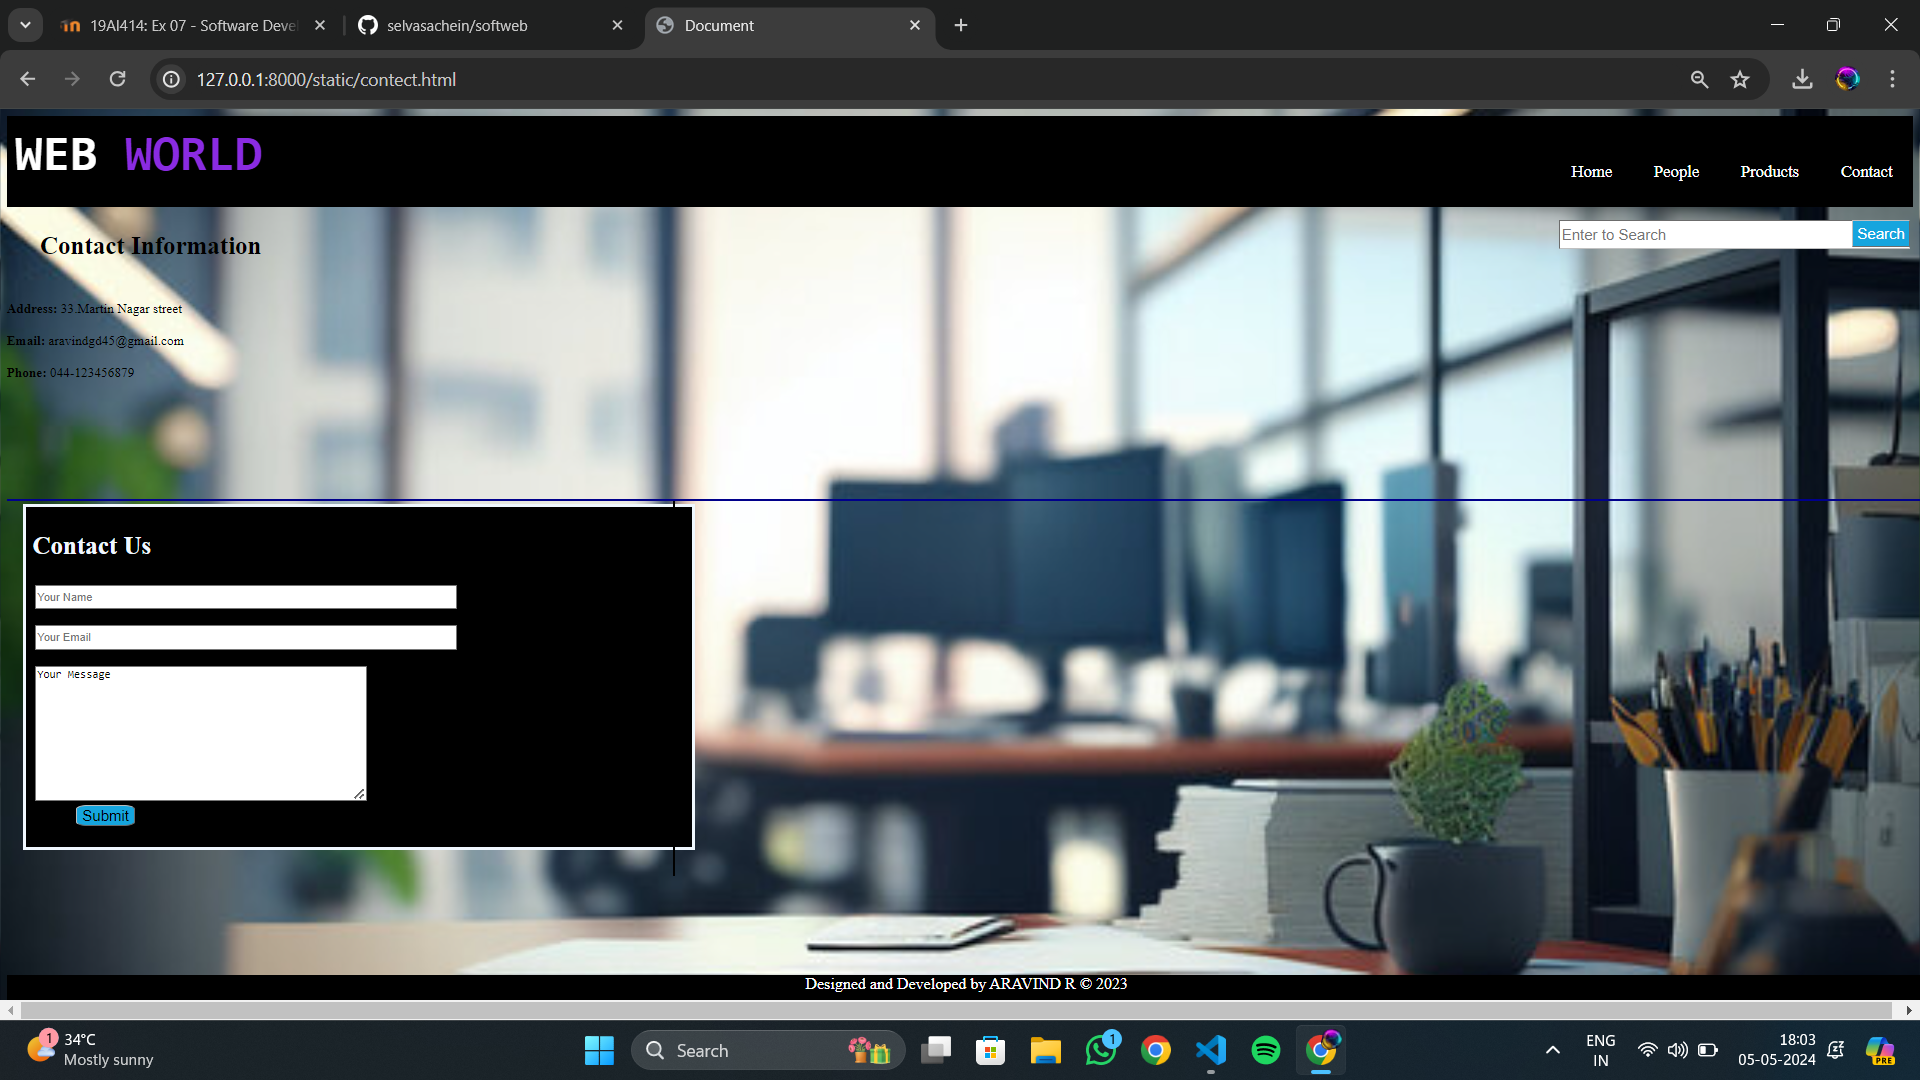 19AI414: Ex 07 - Software Deve
selvasachein/softweb
Document
127.0.0.1:8000/static/contect.html
WEB WORLD
Home People Products Contact
Enter to Search
Search
Contact Information
Address: 33.Martin Nagar street
Email: aravindgd45@gmail.com
Phone: 044-123456879
Contact Us
Your Name
Your Email
Your Message
Submit
Designed and Developed by ARAVIND R © 2023
1
34°C
Mostly sunny
Search
1
ENG
IN
18:03
05-05-2024
PRE